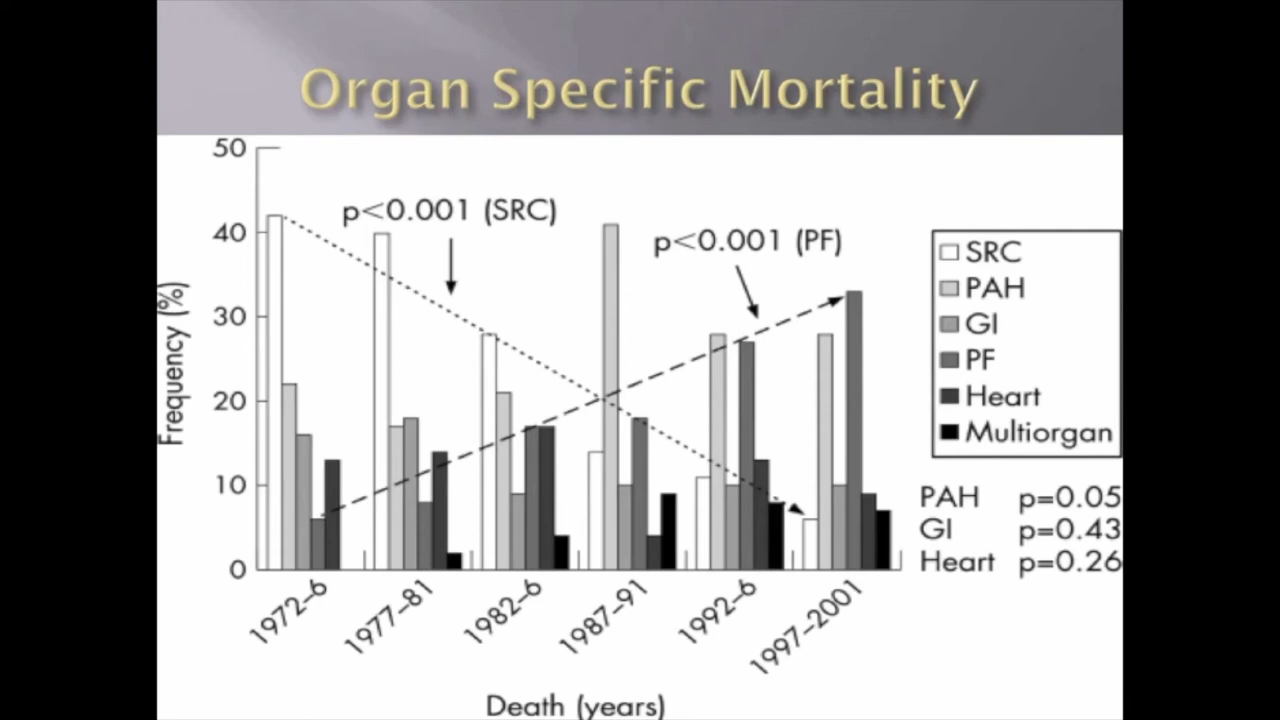 Organ Specific Mortality
50
40
30
20
10
0
Frequency (%)
p<0.001 (SRC)
p<0.001 (PF)
SRC
PAH
GI
PF
Heart
Multiorgan
PAH p=0.05
GI p=0.43
Heart p=0.26
1972–6
1977–81
1982–6
1987–91
1992–6
1997–2001
Death (years)